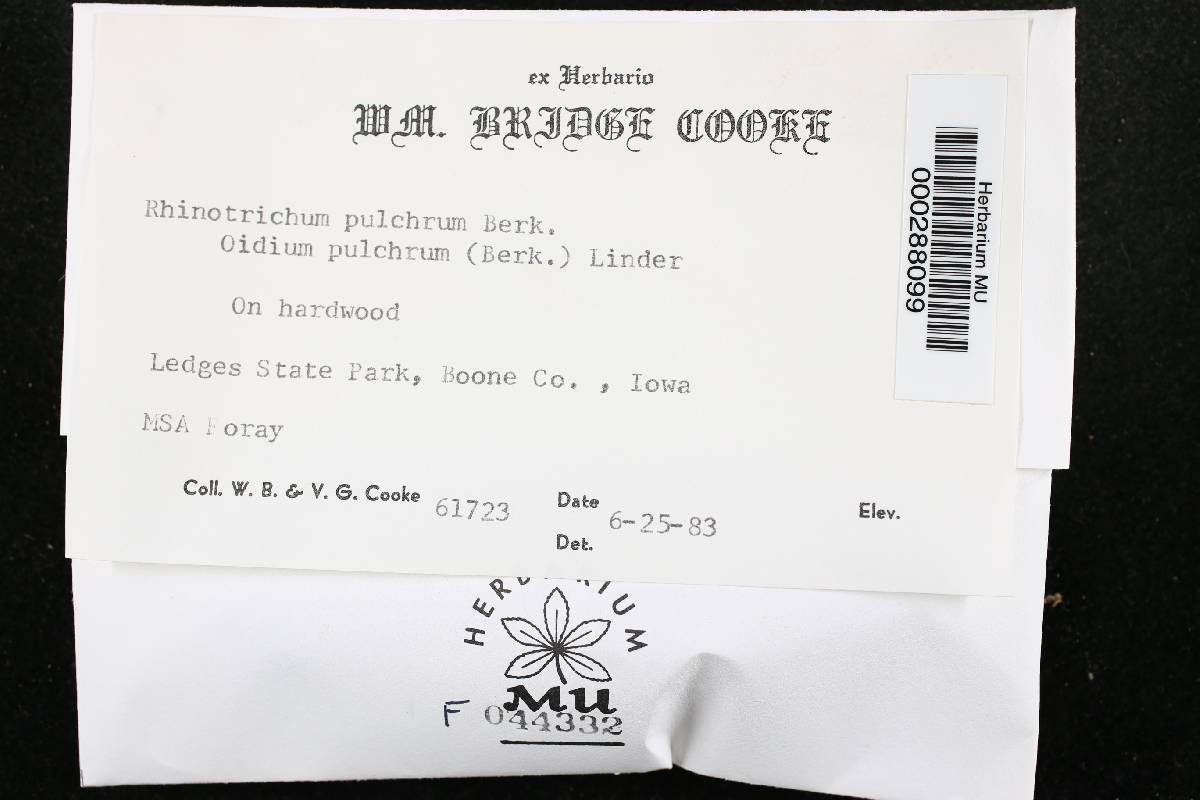 ex Herbario
WM. BRIDGE COOKE
Rhinotrichum pulchrum Berk.
Oidium pulchrum (Berk.) Linder
On hardwood
Ledges State Park, Boone Co. , Iowa
MSA Foray
Coll. W. B. & V. G. Cooke 61723 Date 6-25-83 Elev.
Det.
Herbarium MU
000288099
HERBARIUM
MU
F 044332